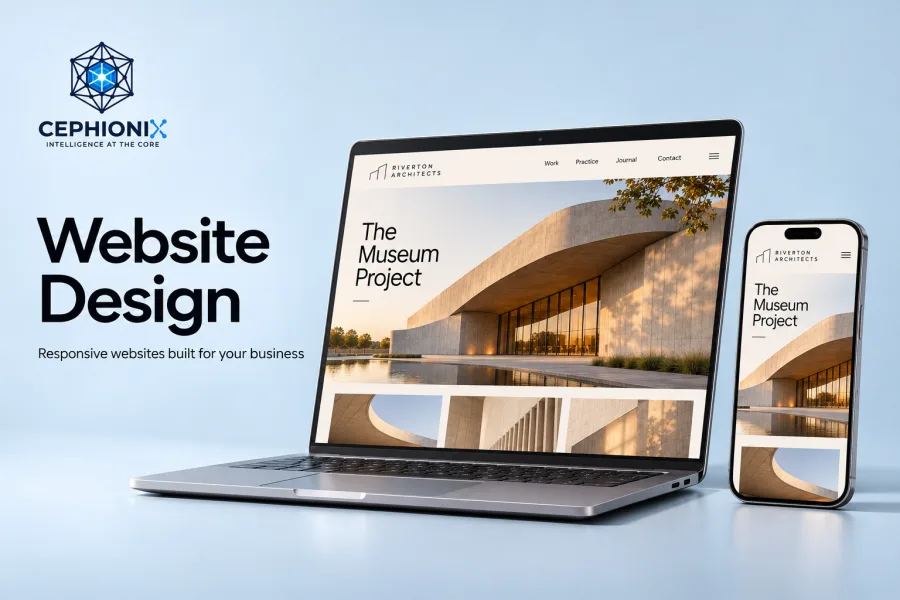 CEPHIONIX
INTELLIGENCE AT THE CORE
Website
Design
Responsive websites built for your business
RIVERTON
ARCHITECTS
Work Practice Journal Contact
The
Museum
Project
RIVERTON
ARCHITECTS
The
Museum
Project